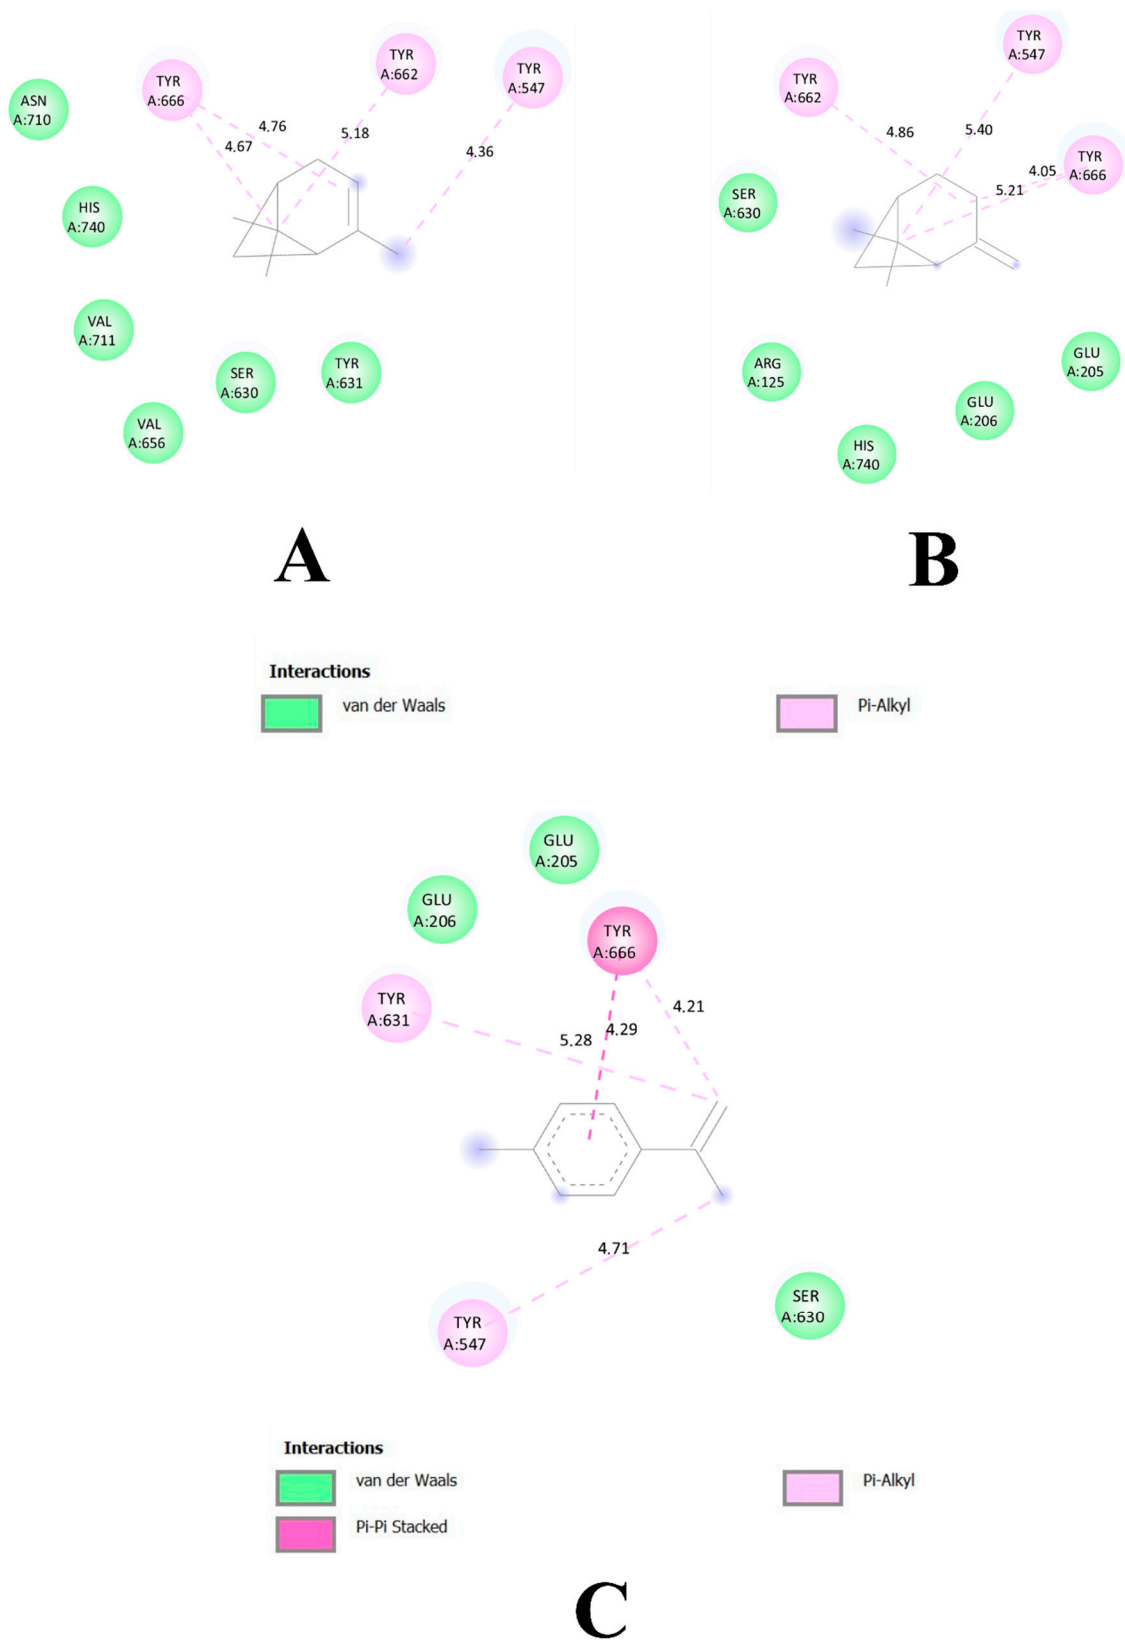 ASN
A:710
TYR
A:666
TYR
A:662
TYR
A:547
4.76
4.67
5.18
4.36
HIS
A:740
VAL
A:711
SER
A:630
TYR
A:631
VAL
A:656
A
TYR
A:662
TYR
A:547
TYR
A:666
4.86
5.40
4.05
5.21
SER
A:630
ARG
A:125
GLU
A:205
GLU
A:206
HIS
A:740
B
Interactions
van der Waals
Pi-Alkyl
GLU
A:205
GLU
A:206
TYR
A:666
TYR
A:631
4.21
4.29
5.28
4.71
TYR
A:547
SER
A:630
Interactions
van der Waals
Pi-Alkyl
Pi-Pi Stacked
C